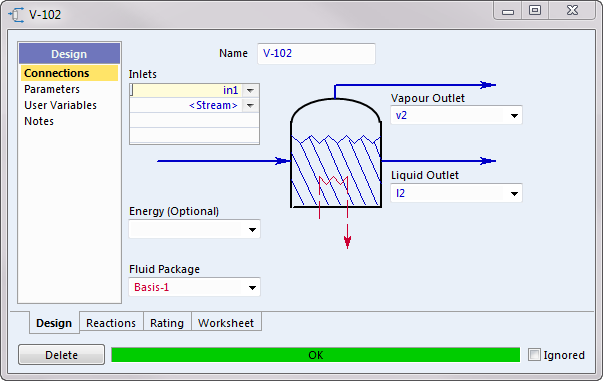 V-102
Design
Connections
Parameters
User Variables
Notes
Name V-102
Inlets
in1
<Stream>
Vapour Outlet
v2
Liquid Outlet
l2
Energy (Optional)
Fluid Package
Basis-1
Design Reactions Rating Worksheet
Delete OK Ignored